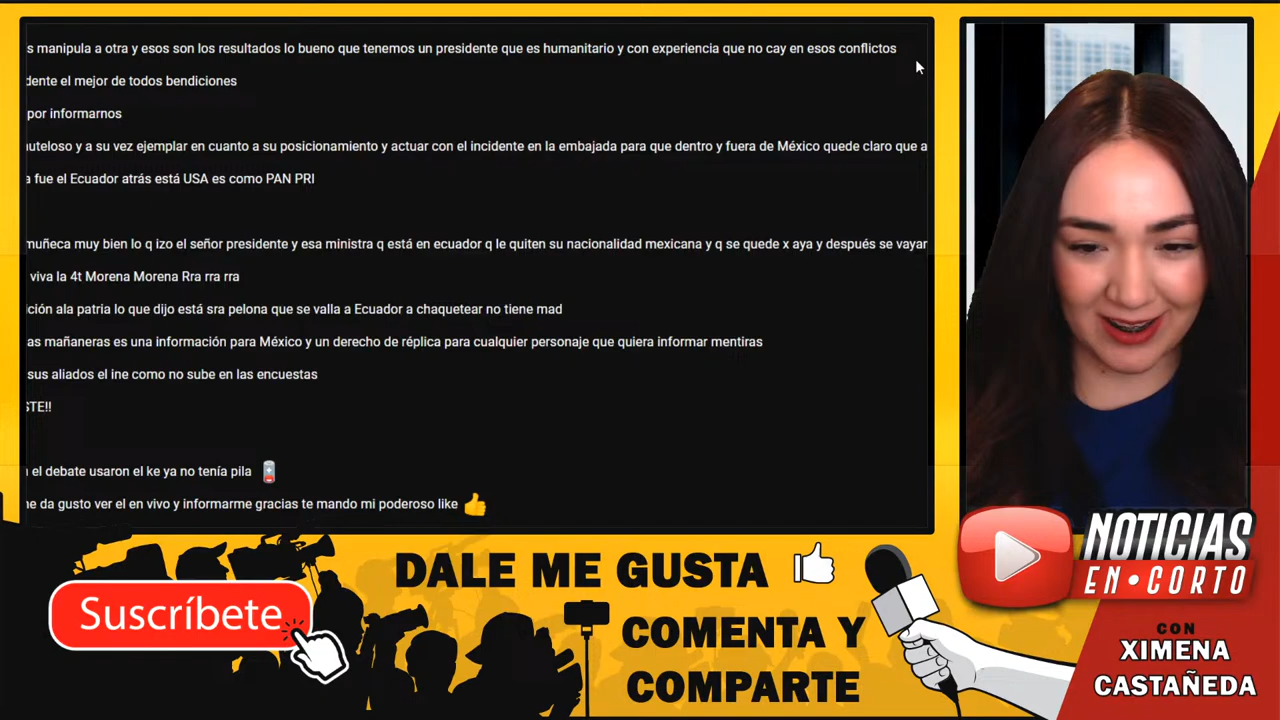 s manipula a otra y esos son los resultados lo bueno que tenemos un presidente que es humanitario y con experiencia que no cay en esos conflictos
dente el mejor de todos bendiciones
por informarnos
auteloso y a su vez ejemplar en cuanto a su posicionamiento y actuar con el incidente en la embajada para que dentro y fuera de México quede claro que a
a fue el Ecuador atrás está USA es como PAN PRI
muñeca muy bien lo q izo el señor presidente y esa ministra q está en ecuador q le quiten su nacionalidad mexicana y q se quede x aya y después se vayar
viva la 4t Morena Morena Rra rra rra
ción ala patria lo que dijo está sra pelona que se valla a Ecuador a chaquetear no tiene mad
as mañaneras es una información para México y un derecho de réplica para cualquier personaje que quiera informar mentiras
sus aliados el ine como no sube en las encuestas
STE!!
n el debate usaron el ke ya no tenía pila
ne da gusto ver el en vivo y informarme gracias te mando mi poderoso like
DALE ME GUSTA
Suscríbete
COMENTA Y
COMPARTE
NOTICIAS
EN•CORTO
CON
XIMENA
CASTAÑEDA